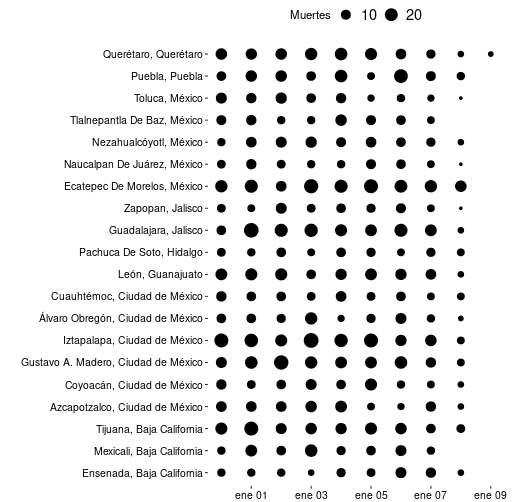 Muertes 10 20
Querétaro, Querétaro
Puebla, Puebla
Toluca, México
Tlalnepantla De Baz, México
Nezahualcóyotl, México
Naucalpan De Juárez, México
Ecatepec De Morelos, México
Zapopan, Jalisco
Guadalajara, Jalisco
Pachuca De Soto, Hidalgo
León, Guanajuato
Cuauhtémoc, Ciudad de México
Álvaro Obregón, Ciudad de México
Iztapalapa, Ciudad de México
Gustavo A. Madero, Ciudad de México
Coyoacán, Ciudad de México
Azcapotzalco, Ciudad de México
Tijuana, Baja California
Mexicali, Baja California
Ensenada, Baja California
ene 01 ene 03 ene 05 ene 07 ene 09